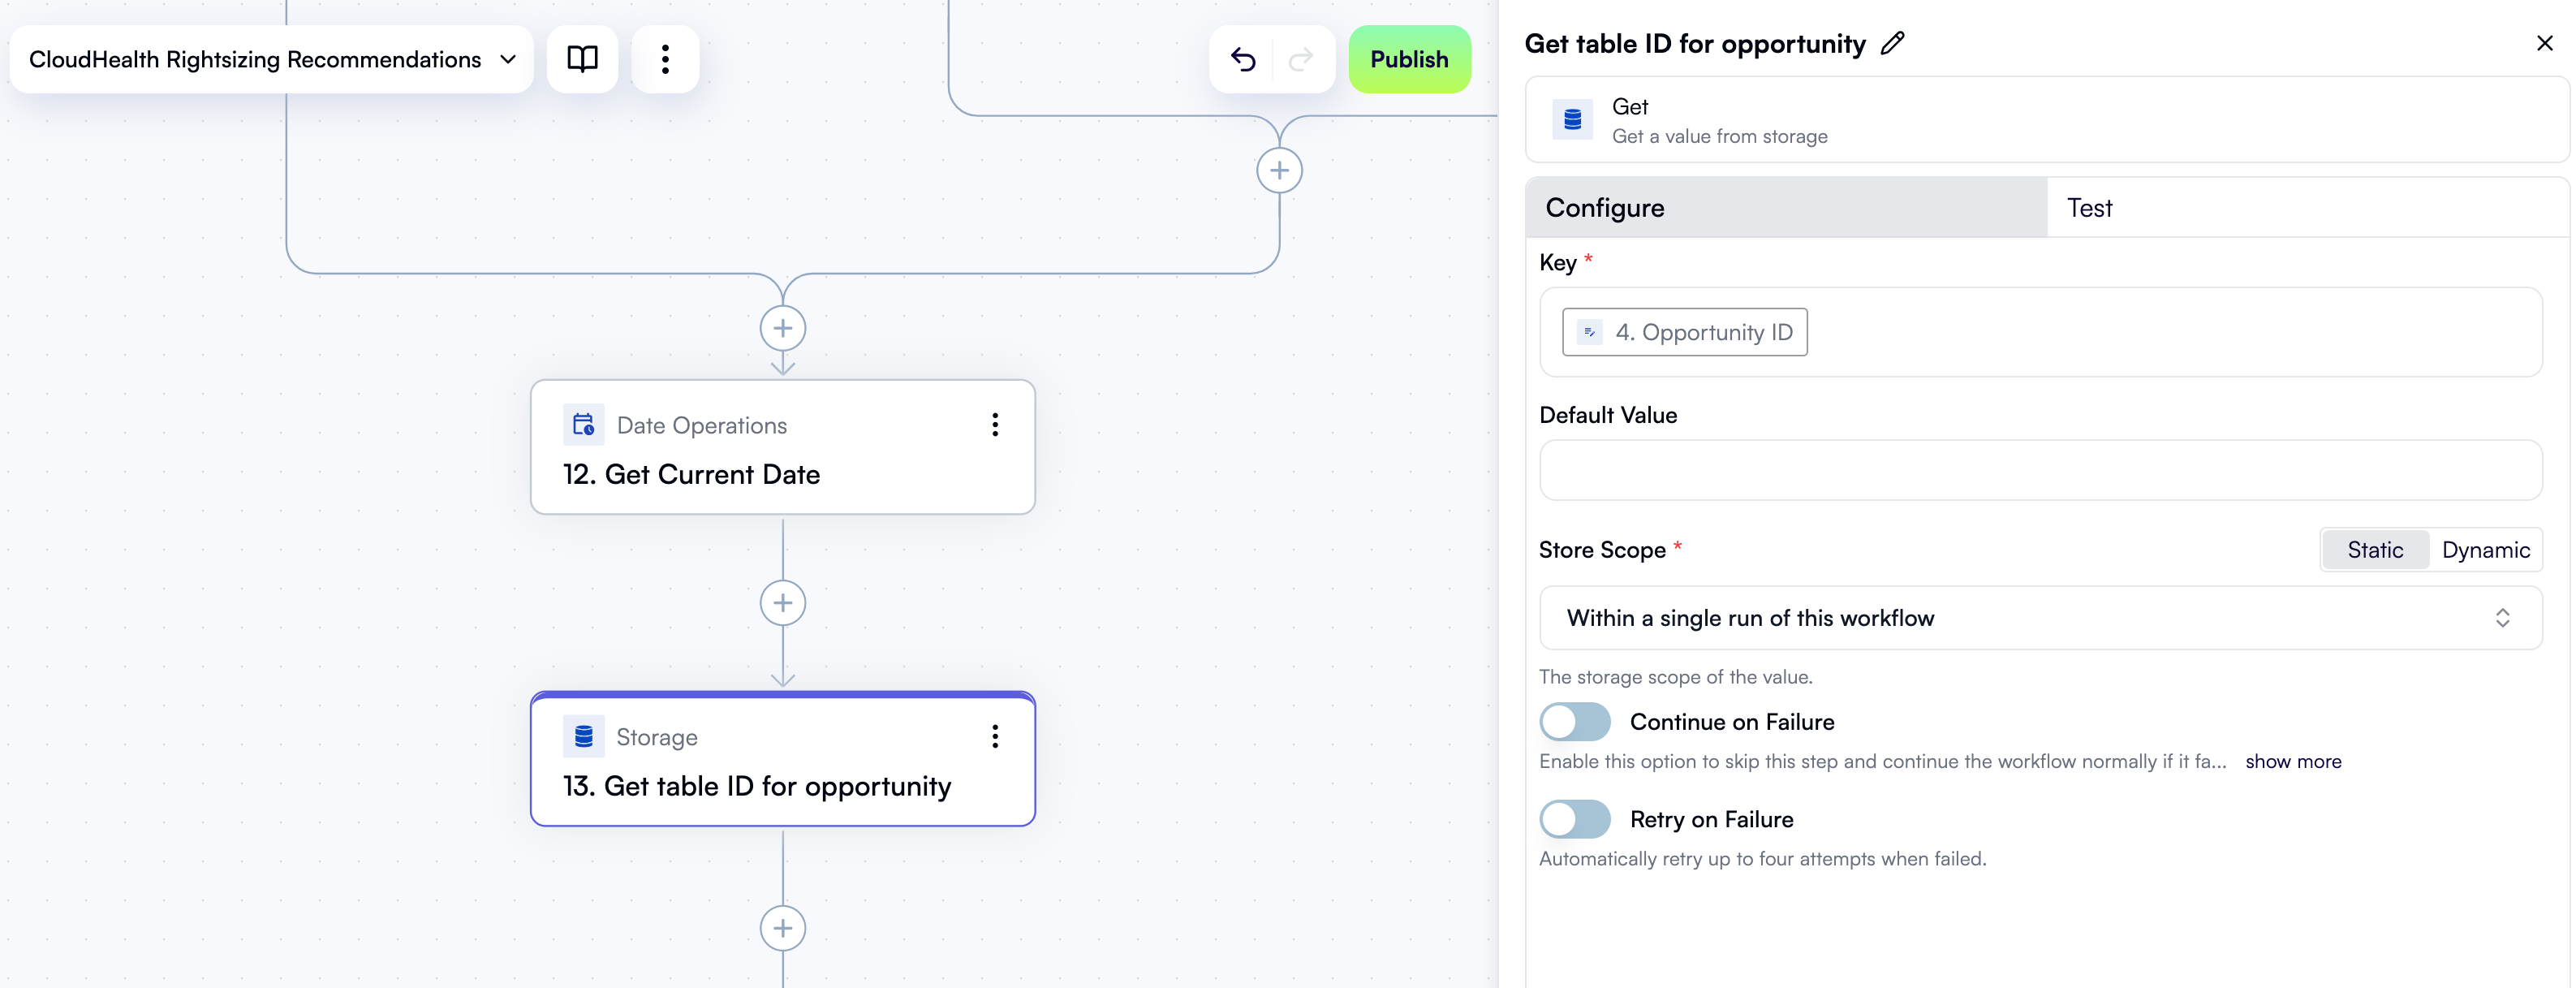 CloudHealth Rightsizing Recommendations
Publish
Date Operations
12. Get Current Date
Storage
13. Get table ID for opportunity
Get table ID for opportunity
Get
Get a value from storage
Configure
Test
Key *
4. Opportunity ID
Default Value
Store Scope *
Static
Dynamic
Within a single run of this workflow
The storage scope of the value.
Continue on Failure
Enable this option to skip this step and continue the workflow normally if it fa... show more
Retry on Failure
Automatically retry up to four attempts when failed.